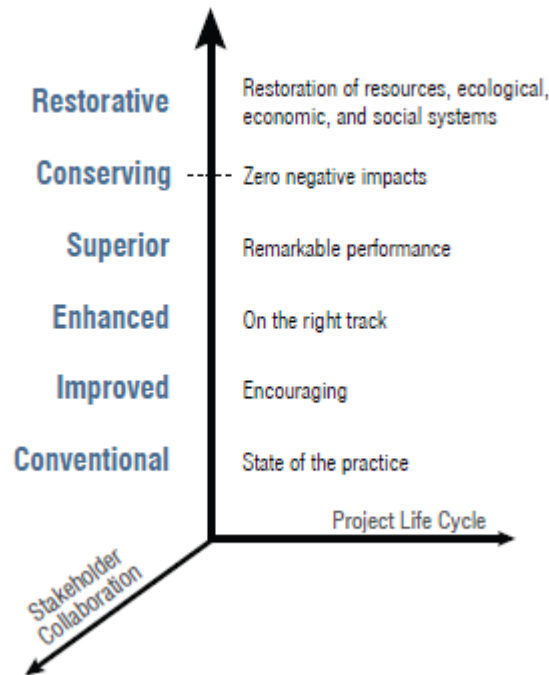 Restorative
Restoration of resources, ecological,
economic, and social systems
Conserving
Zero negative impacts
Superior
Remarkable performance
Enhanced
On the right track
Improved
Encouraging
Conventional
State of the practice
Project Life Cycle
Stakeholder
Collaboration